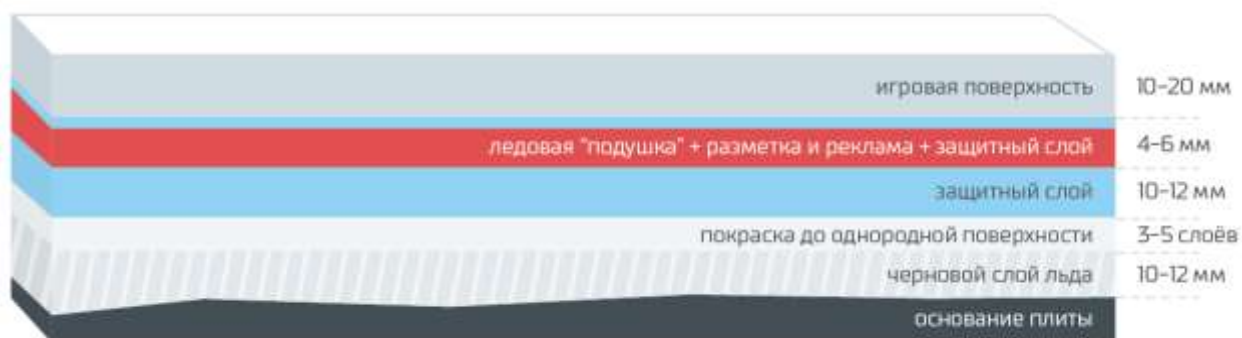 игровая поверхность 10-20 мм
ледовая "подушка" + разметка и реклама + защитный слой 4-6 мм
защитный слой 10-12 мм
покраска до однородной поверхности 3-5 слоёв
черновой слой льда 10-12 мм
основание плиты